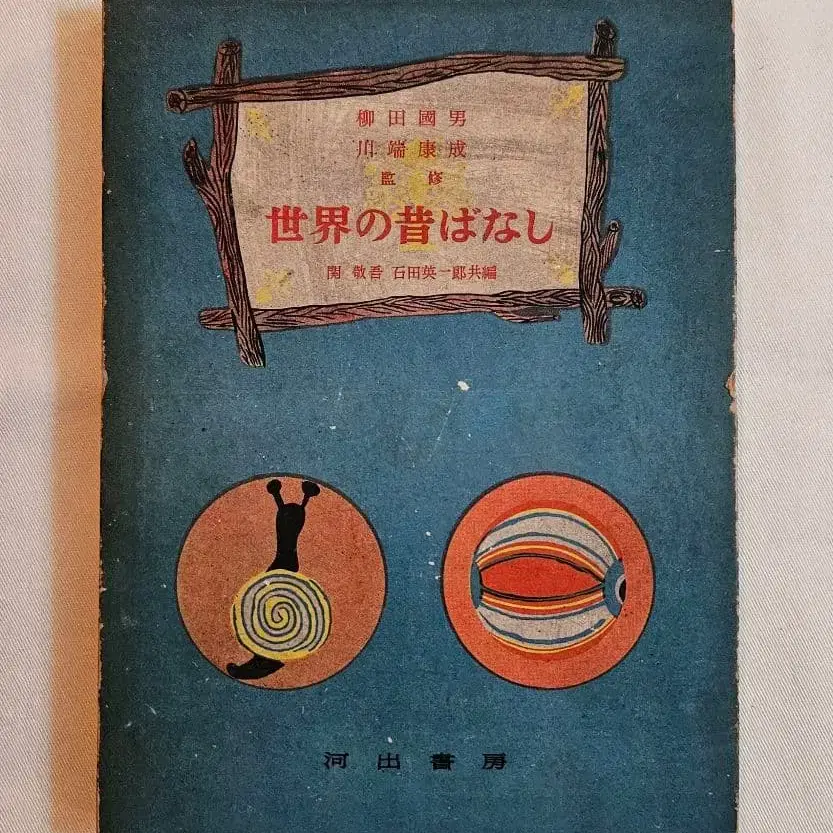 柳田國男
川端康成
監修
世界の昔ばなし
関敬吾 石田英一郎共編
河出書房